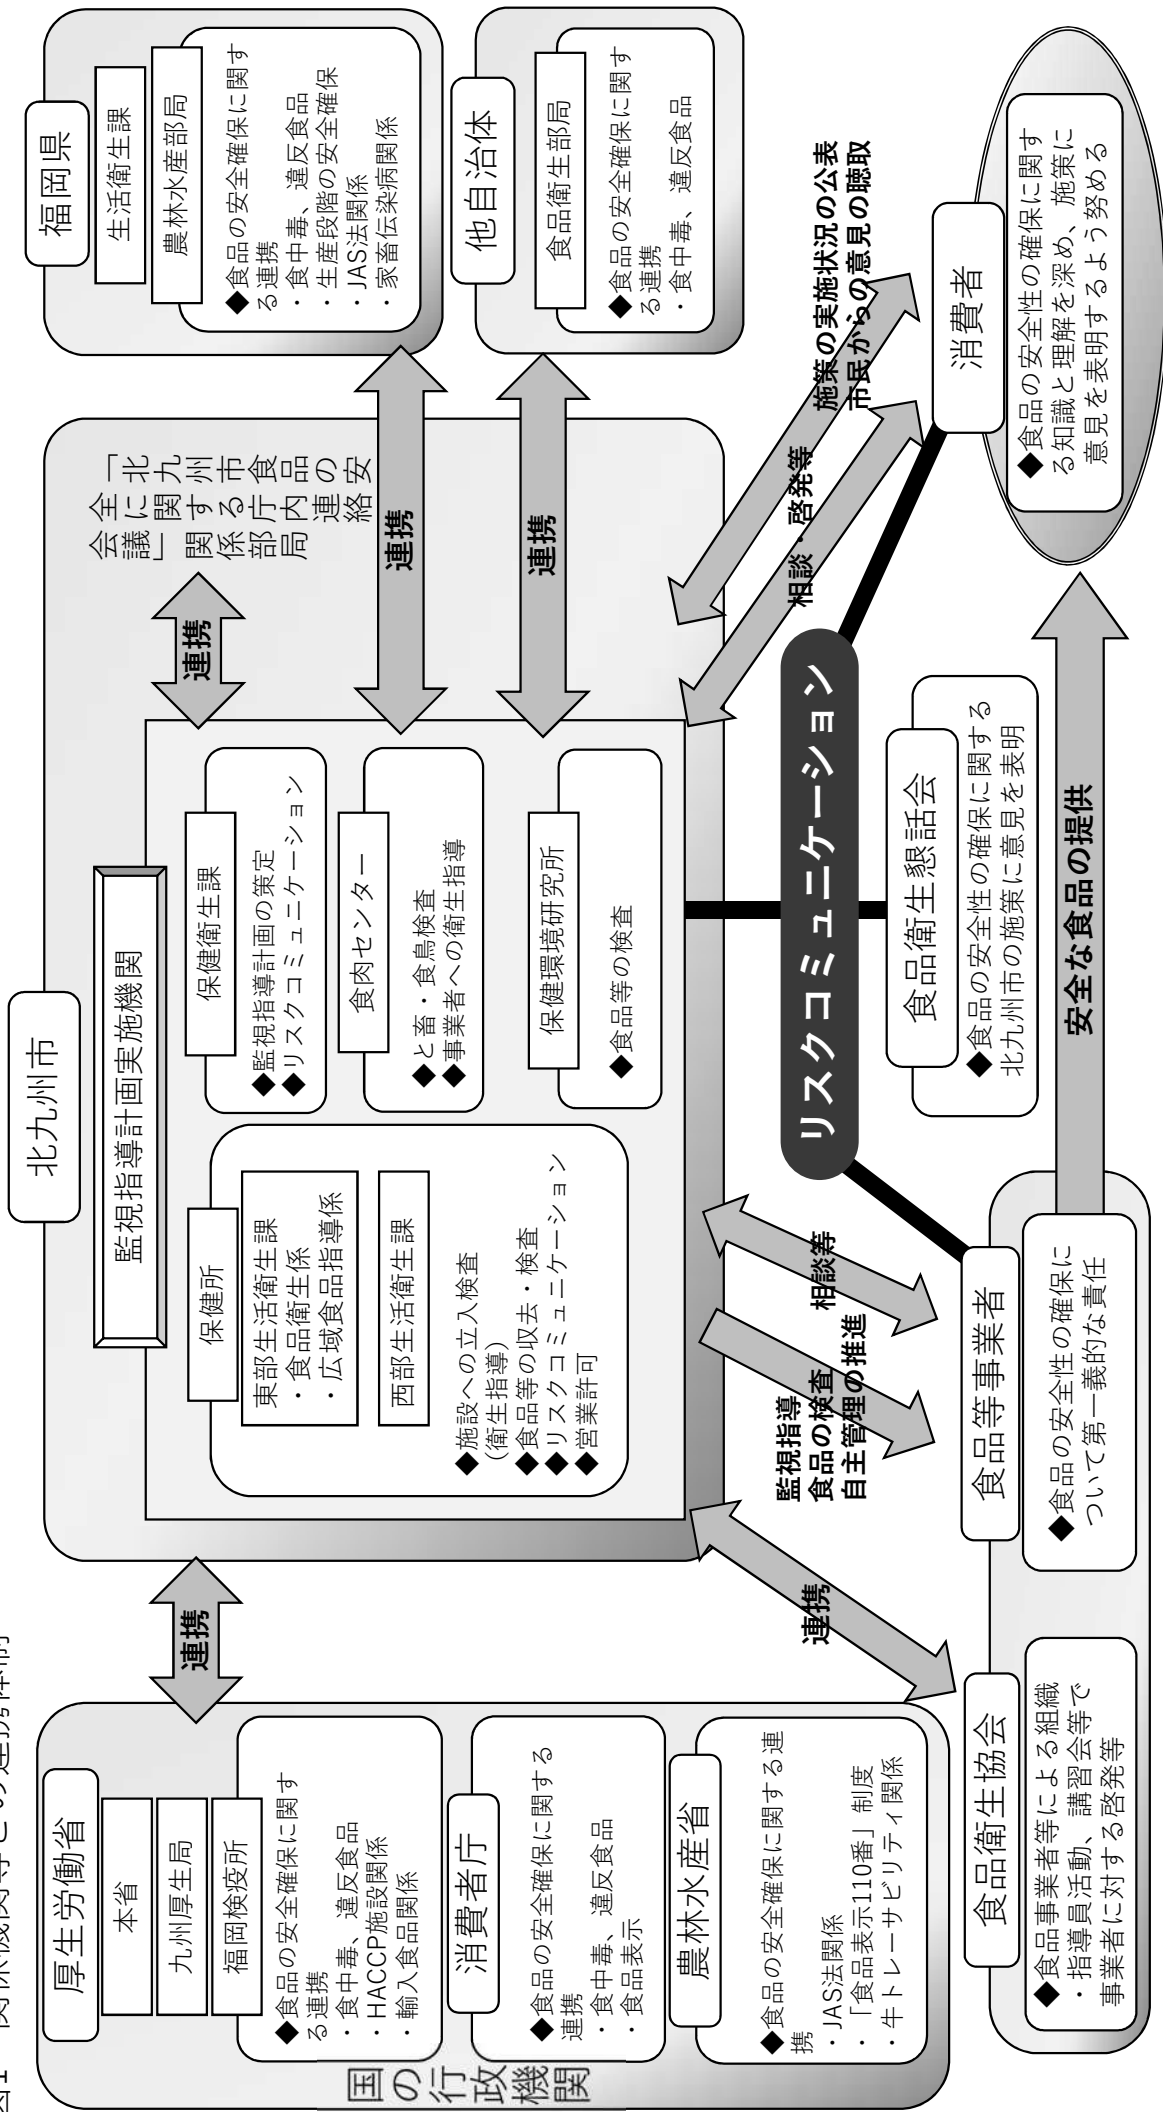 図1　関係機関等との連携体制
国の行政機関
厚生労働省
本省
九州厚生局
福岡検疫所
◆食品の安全確保に関す
る連携
・食中毒、違反食品
・HACCP施設関係
・輸入食品関係
消費者庁
◆食品の安全確保に関する
連携
・食中毒、違反食品
・食品表示
農林水産省
◆食品の安全確保に関する連
携
・JAS法関係
・「食品表示110番」制度
・牛トレーサビリティ関係
連携
北九州市
監視指導計画実施機関
保健所
東部生活衛生課
・食品衛生係
・広域食品指導係
西部生活衛生課
◆施設への立入検査
(衛生指導)
◆食品等の収去・検査
◆リスクコミュニケーション
◆営業許可
保健衛生課
◆監視指導計画の策定
◆リスクコミュニケーション
食肉センター
◆と畜・食鳥検査
◆事業者への衛生指導
保健環境研究所
◆食品等の検査
連携
「北九州市食品の安
全に関する庁内連絡
会議」関係部局
連携
連携
福岡県
生活衛生課
農林水産部局
◆食品の安全確保に関す
る連携
・食中毒、違反食品
・生産段階の安全確保
・JAS法関係
・家畜伝染病関係
他自治体
食品衛生部局
◆食品の安全確保に関す
る連携
・食中毒、違反食品
連携
監視指導
食品の検査
自主管理の推進
相談等
リスクコミュニケーション
相談・啓発等
施策の実施状況の公表
市民からの意見の聴取
食品衛生協会
◆食品事業者等による組織
・指導員活動、講習会等で
事業者に対する啓発等
食品等事業者
◆食品の安全性の確保に
ついて第一義的な責任
食品衛生懇話会
◆食品の安全性の確保に関する
北九州市の施策に意見を表明
安全な食品の提供
消費者
◆食品の安全性の確保に関す
る知識と理解を深め、施策に
意見を表明するよう努める